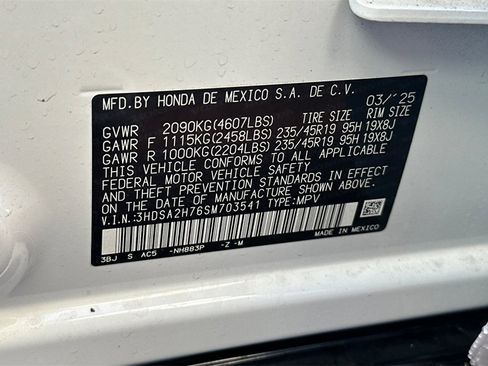 MFD.BY HONDA DE MEXICO S.A. DE C.V. 03/'25
GVWR 2090KG(4607LBS) TIRE SIZE RIM SIZE
GAWR F 1115KG(2458LBS) 235/45R19 95H 19X8J
GAWR R 1000KG(2204LBS) 235/45R19 95H 19X8J
THIS VEHICLE CONFORMS TO ALL APPLICABLE
FEDERAL MOTOR VEHICLE SAFETY
AND THEFT PREVENTION STANDARDS IN EFFECT
ON THE DATE OF MANUFACTURE SHOWN ABOVE.
V.I.N.:3HDSA2H76SM703541 TYPE:MPV
3BJ S AC5 -NH883P -Z -M MADE IN MEXICO